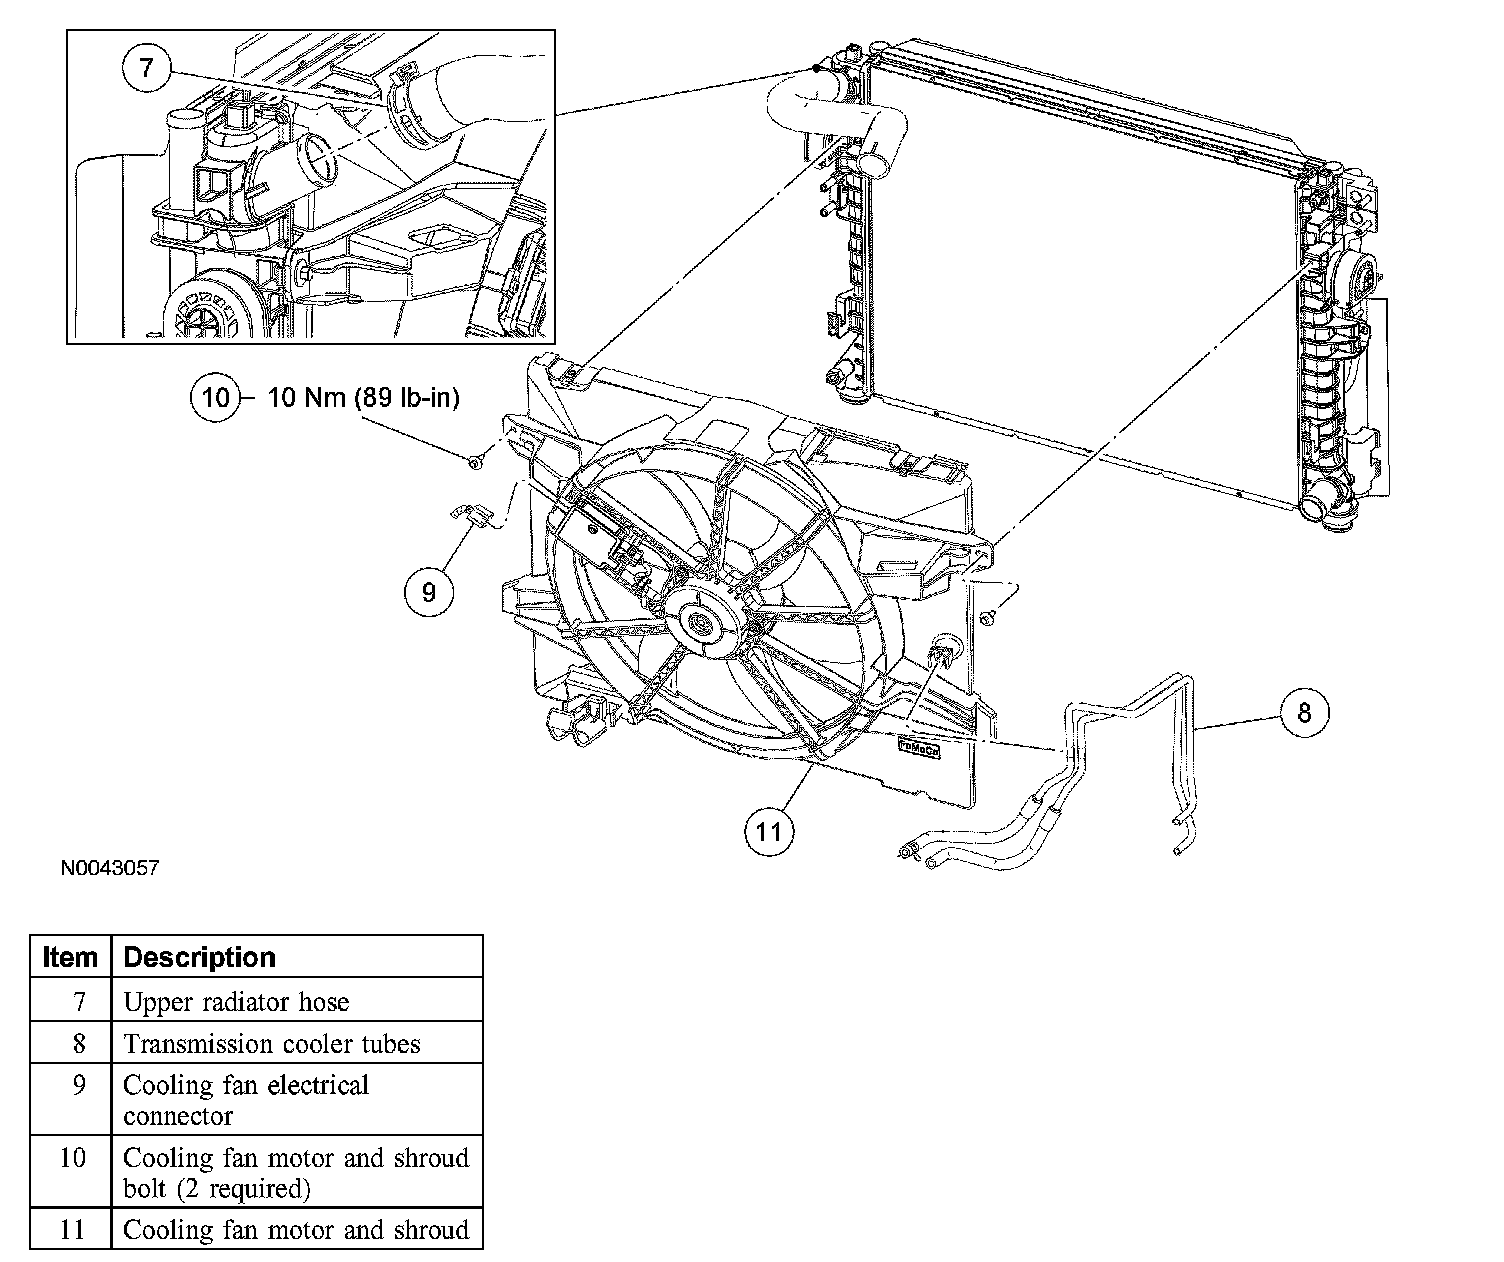 7
10 10 Nm (89 lb-in)
9
8
FoMoCo
11
N0043057
Item Description
7 Upper radiator hose
8 Transmission cooler tubes
9 Cooling fan electrical
connector
10 Cooling fan motor and shroud
bolt (2 required)
11 Cooling fan motor and shroud